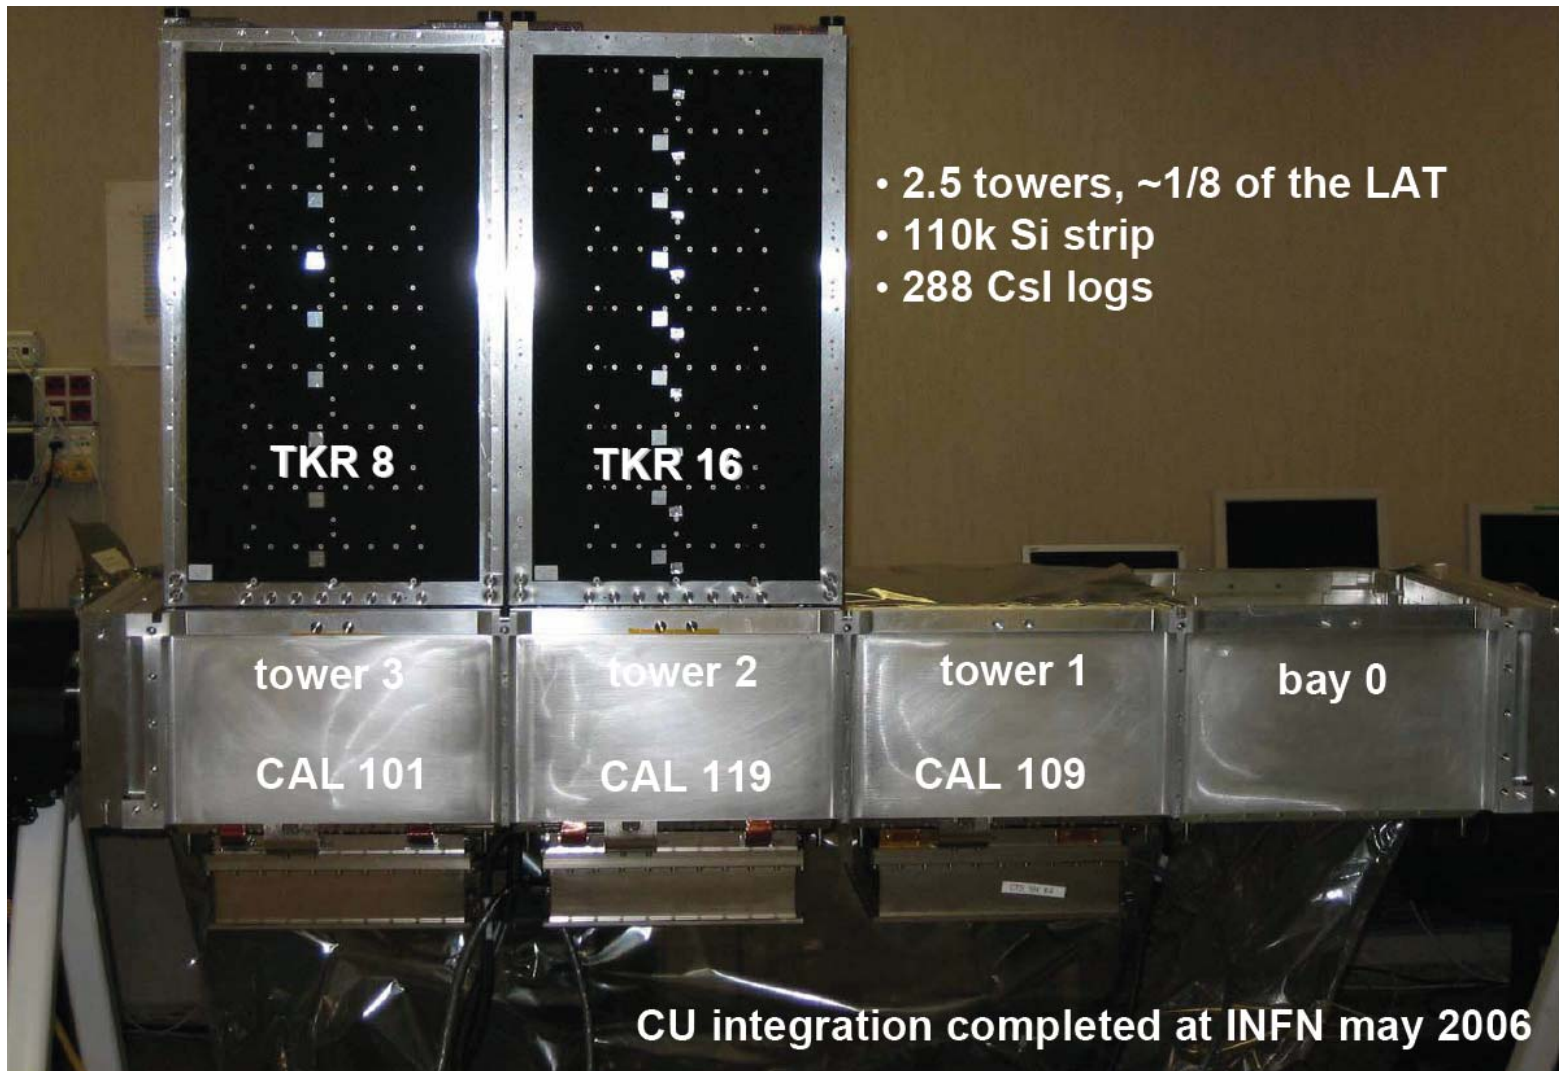 • 2.5 towers, ~1/8 of the LAT
• 110k Si strip
• 288 CsI logs
TKR 8
TKR 16
tower 3
tower 2
tower 1
bay 0
CAL 101
CAL 119
CAL 109
CU integration completed at INFN may 2006